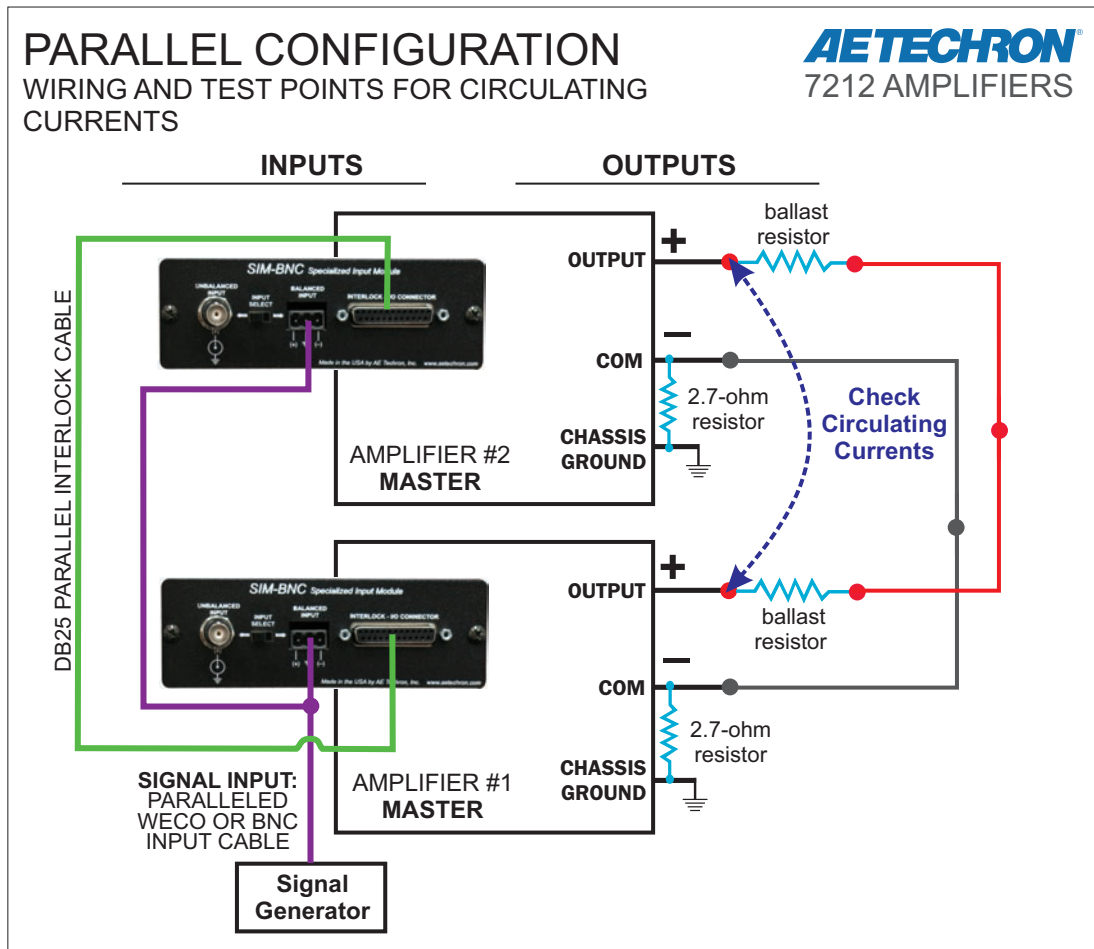 PARALLEL CONFIGURATION
WIRING AND TEST POINTS FOR CIRCULATING
CURRENTS
AE TECHRON®
7212 AMPLIFIERS
INPUTS
OUTPUTS
DB25 PARALLEL INTERLOCK CABLE
SIM-BNC Specialized Input Module
UNBALANCED
INPUT
INPUT
SELECT
BALANCED
INPUT
INTERLOCK - I/O CONNECTOR
(+)
(–)
Made in the USA by AE Techron, Inc. www.aetechron.com
AMPLIFIER #2
MASTER
OUTPUT
+
ballast
resistor
–
COM
2.7-ohm
resistor
CHASSIS
GROUND
Check
Circulating
Currents
SIM-BNC Specialized Input Module
UNBALANCED
INPUT
INPUT
SELECT
BALANCED
INPUT
INTERLOCK - I/O CONNECTOR
(+)
(–)
Made in the USA by AE Techron, Inc. www.aetechron.com
AMPLIFIER #1
MASTER
OUTPUT
+
ballast
resistor
–
COM
2.7-ohm
resistor
CHASSIS
GROUND
SIGNAL INPUT:
PARALLELED
WECO OR BNC
INPUT CABLE
Signal
Generator